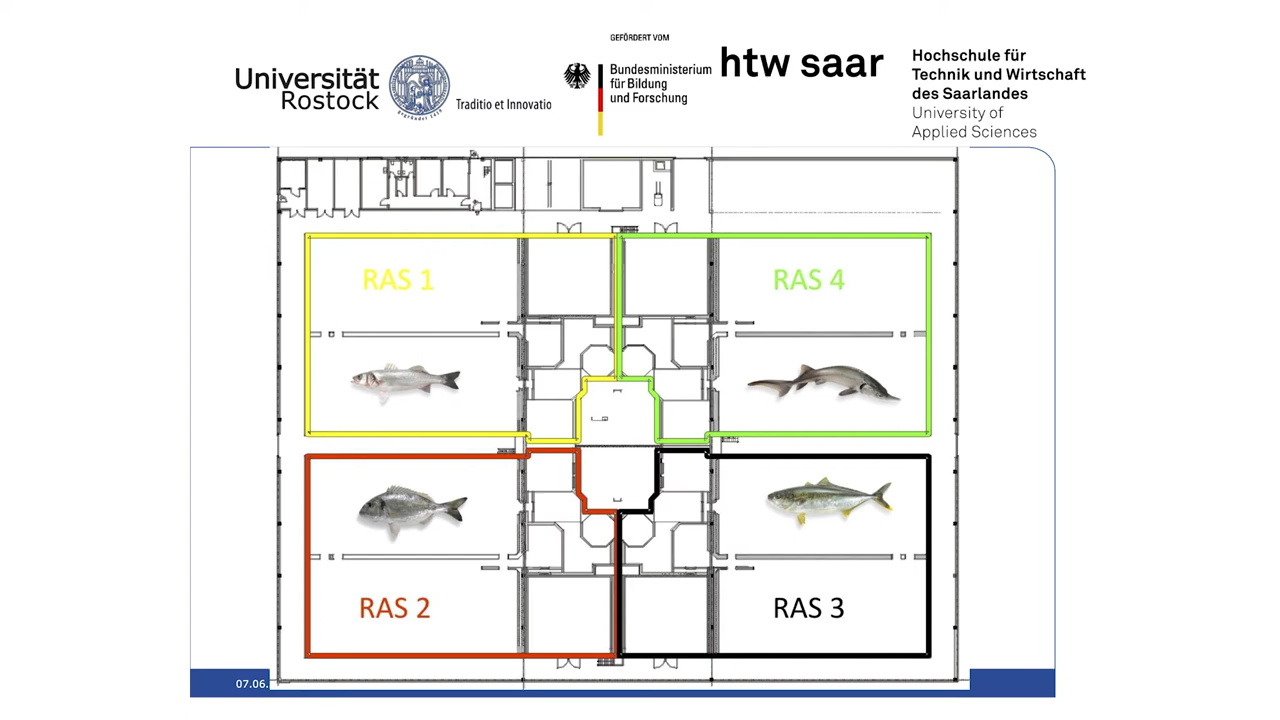 GEFÖRDERT VOM
Universität
Rostock
Traditio et Innovatio
Bundesministerium
für Bildung
und Forschung
htw saar
Hochschule für
Technik und Wirtschaft
des Saarlandes
University of
Applied Sciences
RAS 1
RAS 4
RAS 2
RAS 3
07.06.